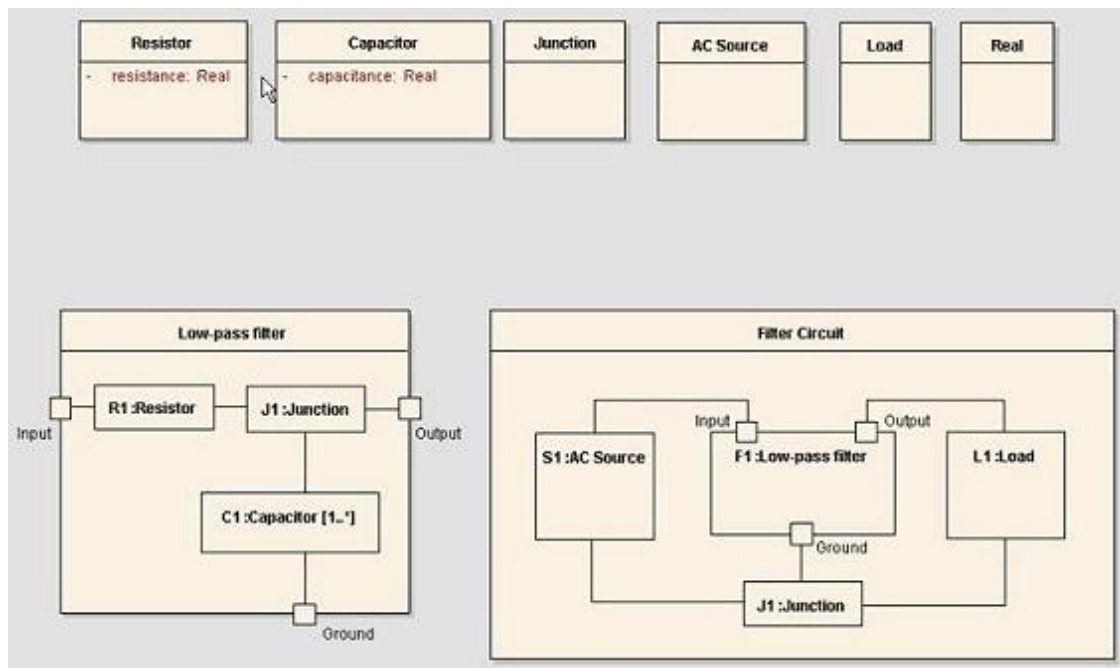 Resistor
- resistance: Real
Capacitor
- capacitance: Real
Junction
AC Source
Load
Real
Low-pass filter
R1:Resistor
J1:Junction
Input
Output
C1:Capacitor [1..*]
Ground
Filter Circuit
Input
Output
S1:AC Source
F1:Low-pass filter
L1:Load
Ground
J1:Junction